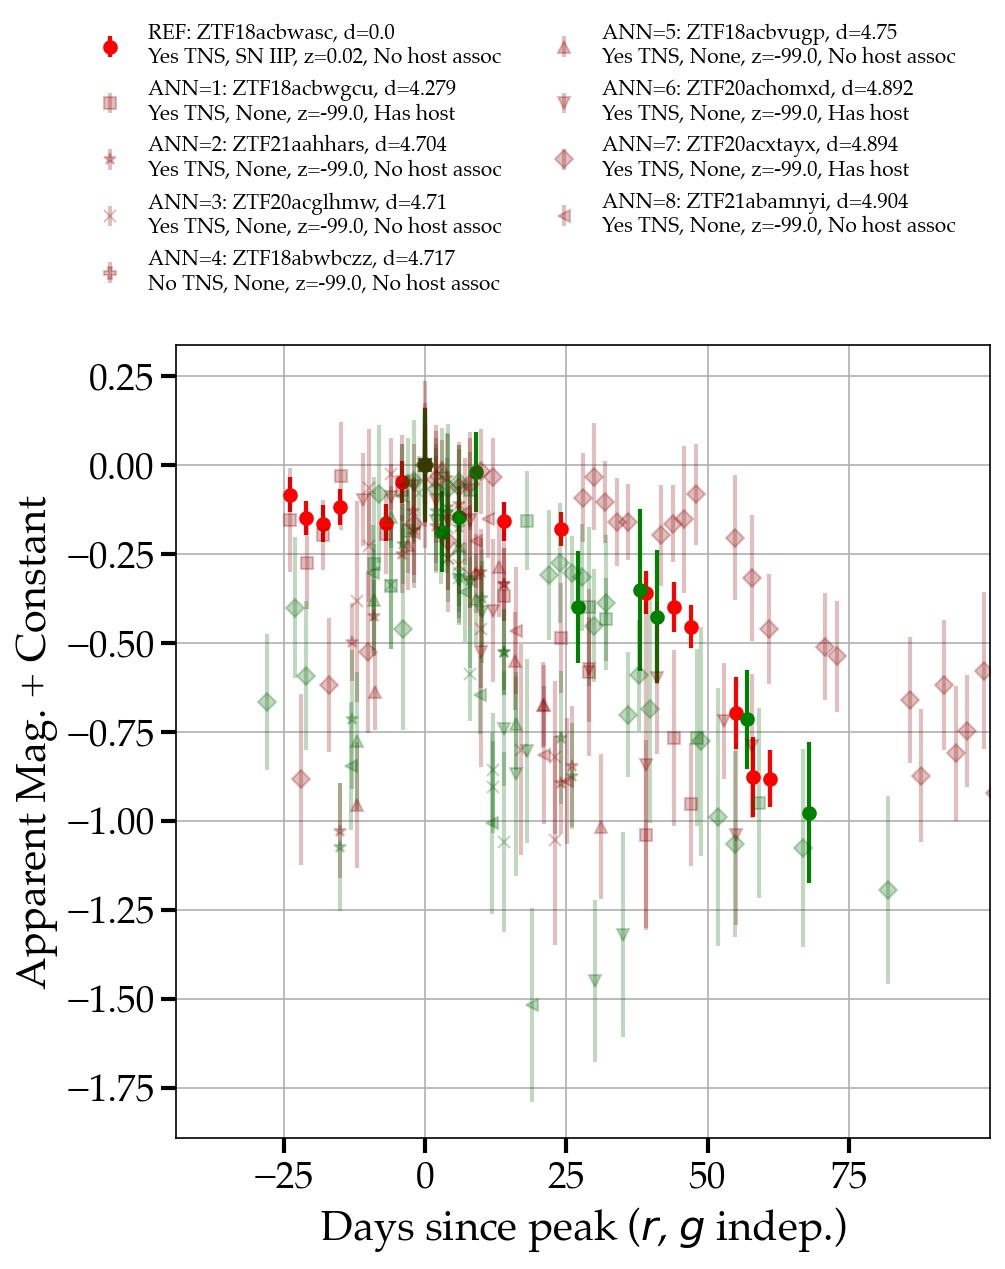 REF: ZTF18acbwasc, d=0.0
Yes TNS, SN IIP, z=0.02, No host assoc
ANN=1: ZTF18acbwgcu, d=4.279
Yes TNS, None, z=-99.0, Has host
ANN=2: ZTF21aahhars, d=4.704
Yes TNS, None, z=-99.0, No host assoc
ANN=3: ZTF20acglhmw, d=4.71
Yes TNS, None, z=-99.0, No host assoc
ANN=4: ZTF18abwbczz, d=4.717
No TNS, None, z=-99.0, No host assoc
ANN=5: ZTF18acbvugp, d=4.75
Yes TNS, None, z=-99.0, No host assoc
ANN=6: ZTF20achomxd, d=4.892
Yes TNS, None, z=-99.0, Has host
ANN=7: ZTF20acxtayx, d=4.894
Yes TNS, None, z=-99.0, Has host
ANN=8: ZTF21abamnyi, d=4.904
Yes TNS, None, z=-99.0, No host assoc
Apparent Mag. + Constant
0.25
0.00
−0.25
−0.50
−0.75
−1.00
−1.25
−1.50
−1.75
−25
0
25
50
75
Days since peak (r, g indep.)